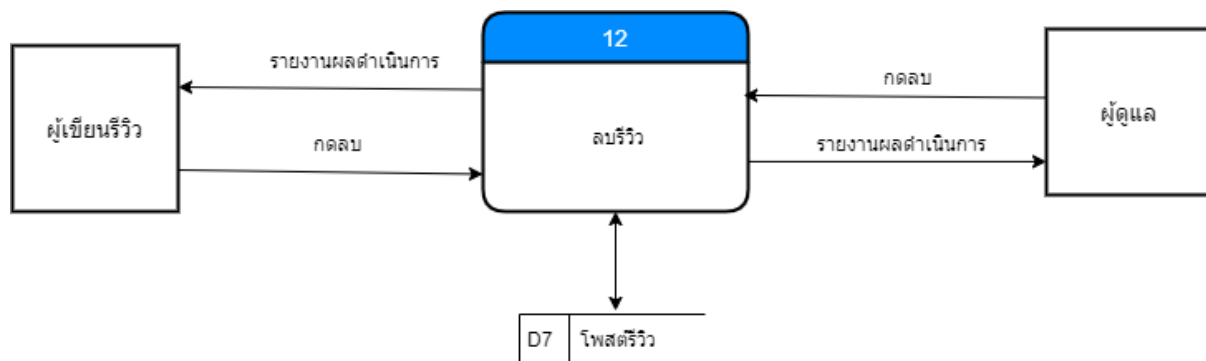 12
รายงานผลดำเนินการ
กดลบ
ผู้เขียนรีวิว
ลบรีวิว
ผู้ดูแล
กดลบ
รายงานผลดำเนินการ
D7 โพสต์รีวิว